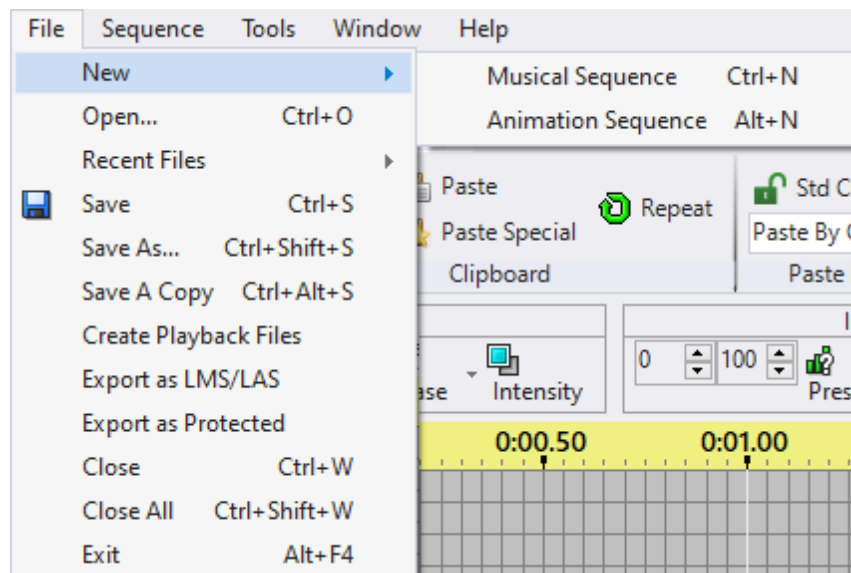 File Sequence Tools Window Help
New
Musical Sequence Ctrl+N
Animation Sequence Alt+N
Open... Ctrl+O
Recent Files
Save Ctrl+S
Save As... Ctrl+Shift+S
Save A Copy Ctrl+Alt+S
Create Playback Files
Export as LMS/LAS
Export as Protected
Close Ctrl+W
Close All Ctrl+Shift+W
Exit Alt+F4
Paste
Paste Special
Repeat
Clipboard
Std
Paste By
Paste
Intensity
0 100
0:00.50 0:01.00